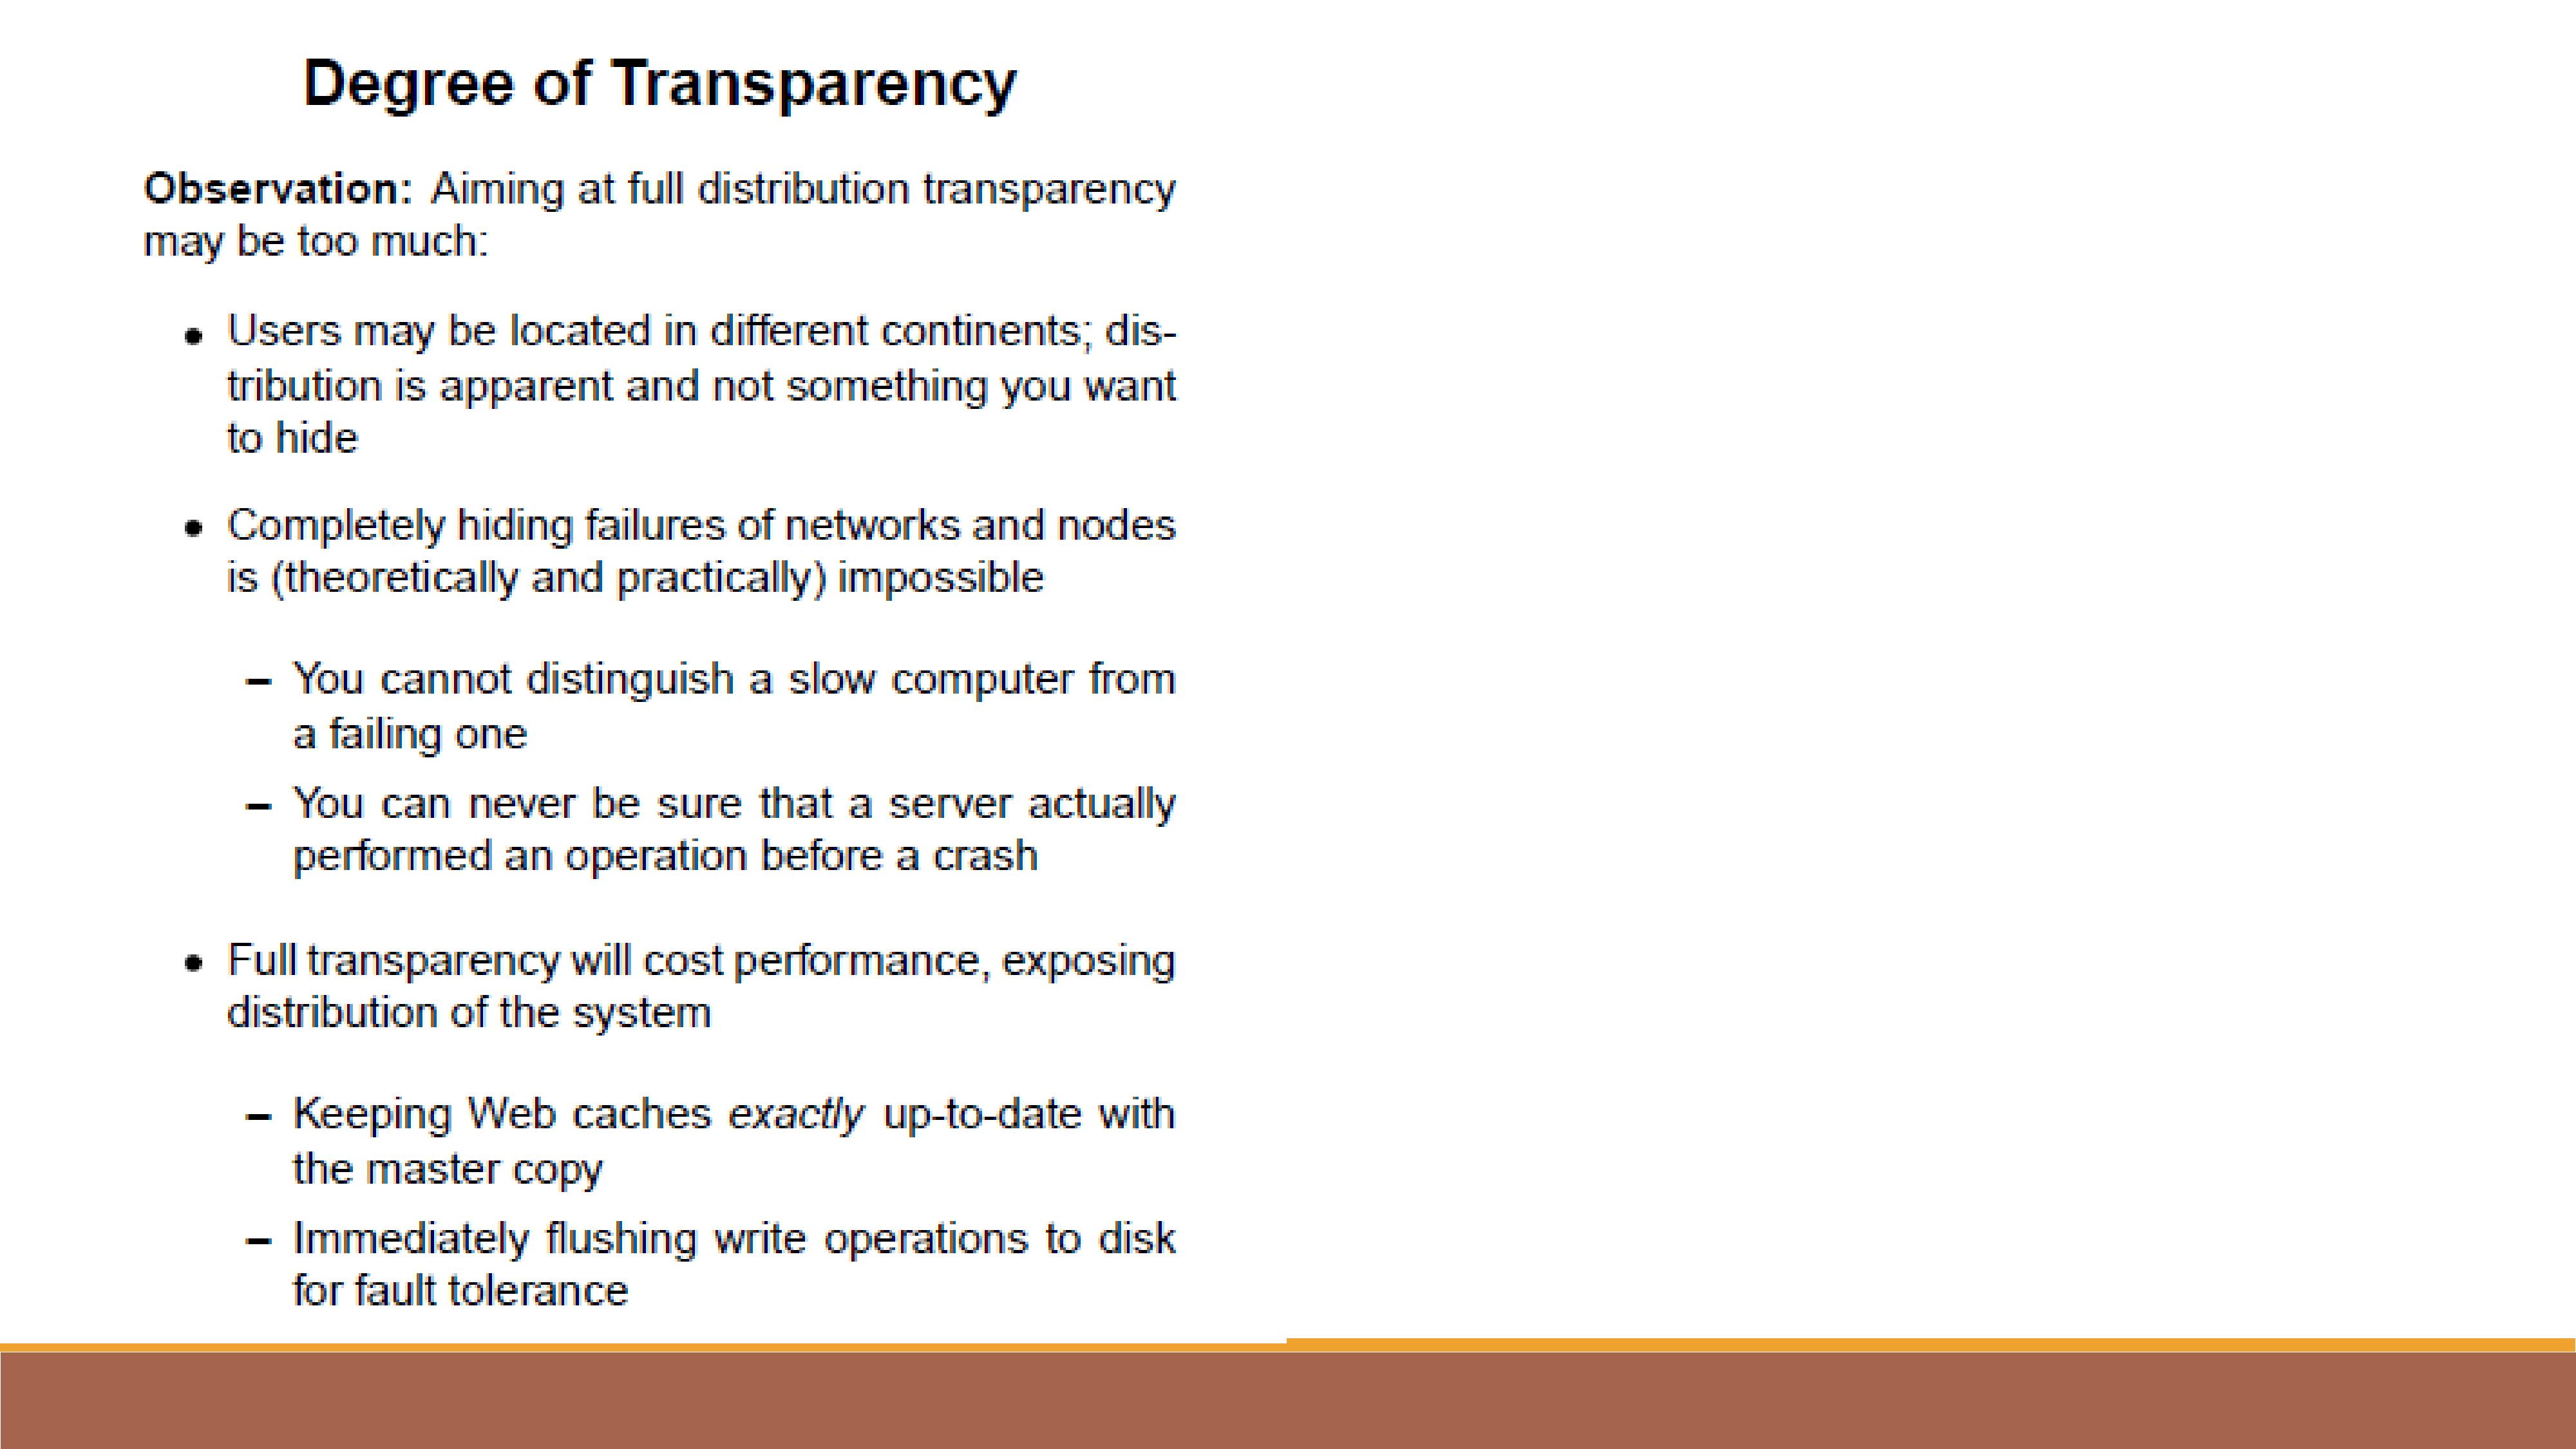 Degree of Transparency
Observation: Aiming at full distribution transparency
may be too much:
• Users may be located in different continents; dis-
tribution is apparent and not something you want
to hide
• Completely hiding failures of networks and nodes
is (theoretically and practically) impossible
– You cannot distinguish a slow computer from
a failing one
– You can never be sure that a server actually
performed an operation before a crash
• Full transparency will cost performance, exposing
distribution of the system
– Keeping Web caches exactly up-to-date with
the master copy
– Immediately flushing write operations to disk
for fault tolerance